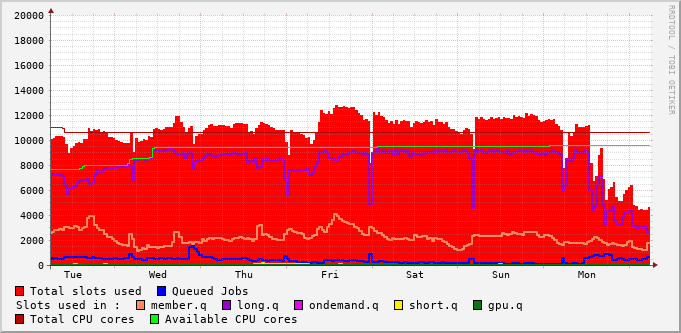 RRDTOOL / TOBI OETIKER
20000
18000
16000
14000
12000
10000
8000
6000
4000
2000
0
Tue Wed Thu Fri Sat Sun Mon
Total slots used Queued Jobs
Slots used in : member.q long.q ondemand.q short.q gpu.q
Total CPU cores Available CPU cores